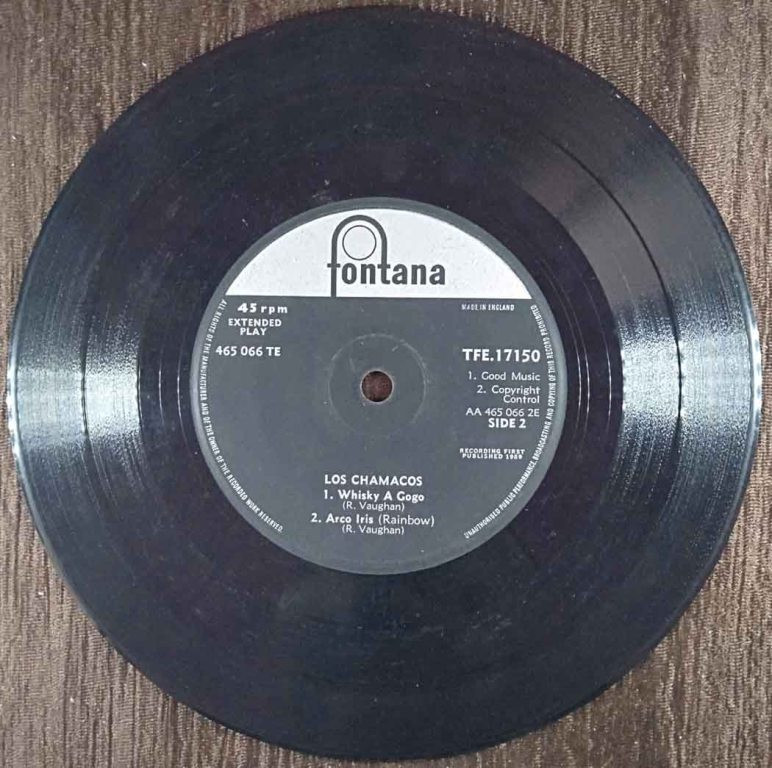 fontana
45 rpm
EXTENDED
PLAY
465 066 TE
MADE IN ENGLAND
TFE.17150
1. Good Music
2. Copyright
Control
AA 465 066 2E
SIDE 2
RECORDING FIRST
PUBLISHED 1959
LOS CHAMACOS
1. Whisky A Gogo
(R. Vaughan)
2. Arco Iris (Rainbow)
(R. Vaughan)
ALL RIGHTS OF THE MANUFACTURER AND OF THE OWNER OF THE RECORDED WORK RESERVED.
UNAUTHORISED PUBLIC PERFORMANCE, BROADCASTING AND COPYING OF THIS RECORD PROHIBITED